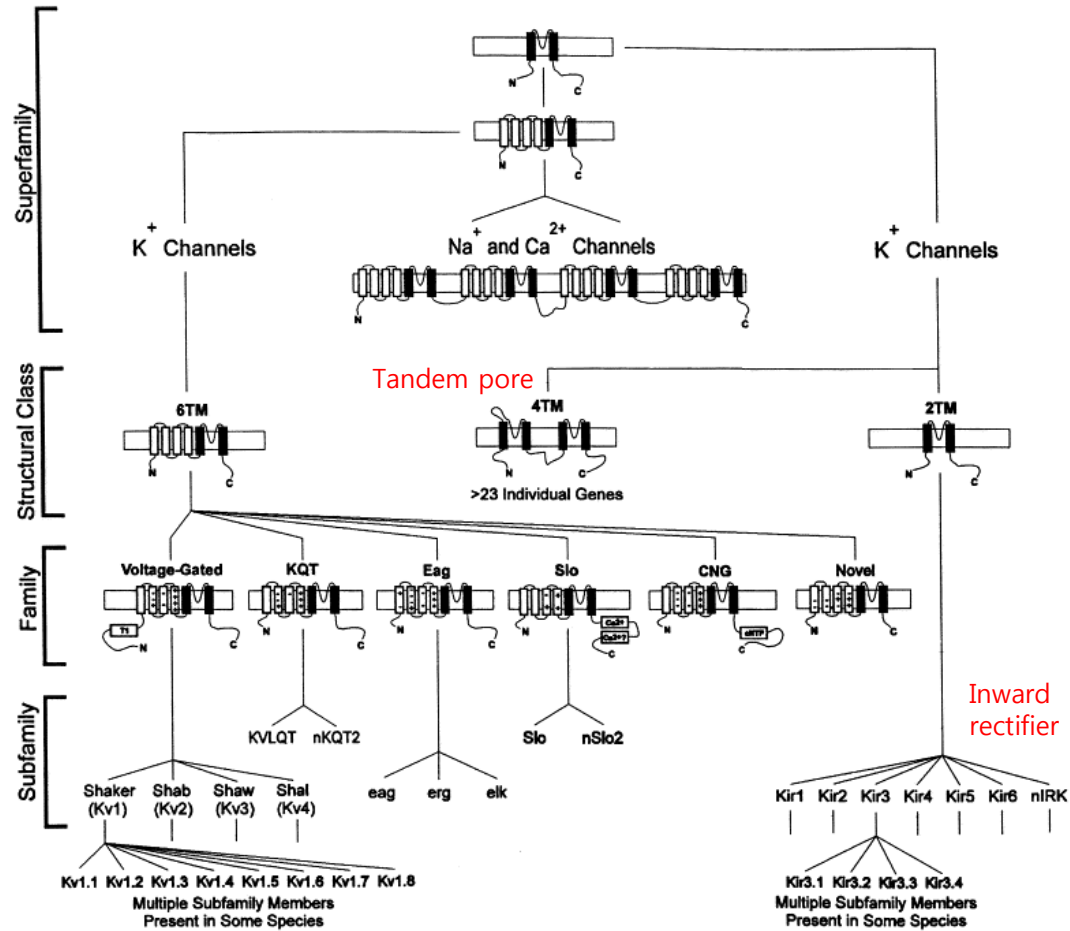 Superfamily
N
C
N
C
K+ Channels
Na+ and Ca2+ Channels
K+ Channels
N
C
Structural Class
Tandem pore
6TM
4TM
2TM
N
C
N
C
N
C
>23 Individual Genes
Family
Voltage-Gated
KQT
Eag
Slo
CNG
Novel
T1
N
C
N
C
N
C
N
Ca2+
Ca2+?
C
N
cNTP
C
N
C
Subfamily
Inward
rectifier
KVLQT
nKQT2
Slo
nSlo2
Shaker
(Kv1)
Shab
(Kv2)
Shaw
(Kv3)
Shal
(Kv4)
eag
erg
elk
Kir1
Kir2
Kir3
Kir4
Kir5
Kir6
nIRK
Kv1.1
Kv1.2
Kv1.3
Kv1.4
Kv1.5
Kv1.6
Kv1.7
Kv1.8
Multiple Subfamily Members
Present in Some Species
Kir3.1
Kir3.2
Kir3.3
Kir3.4
Multiple Subfamily Members
Present in Some Species